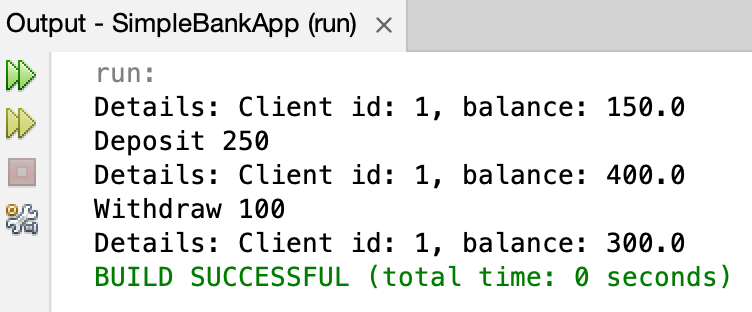 Output - SimpleBankApp (run) ×
run:
Details: Client id: 1, balance: 150.0
Deposit 250
Details: Client id: 1, balance: 400.0
Withdraw 100
Details: Client id: 1, balance: 300.0
BUILD SUCCESSFUL (total time: 0 seconds)